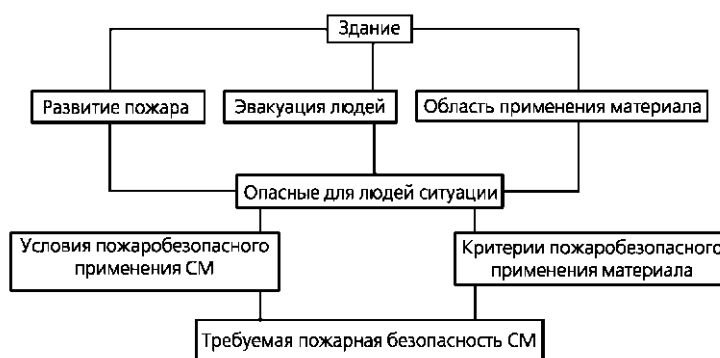 Здание
Развитие пожара
Эвакуация людей
Область применения материала
Опасные для людей ситуации
Условия пожаробезопасного
применения СМ
Критерии пожаробезопасного
применения материала
Требуемая пожарная безопасность СМ